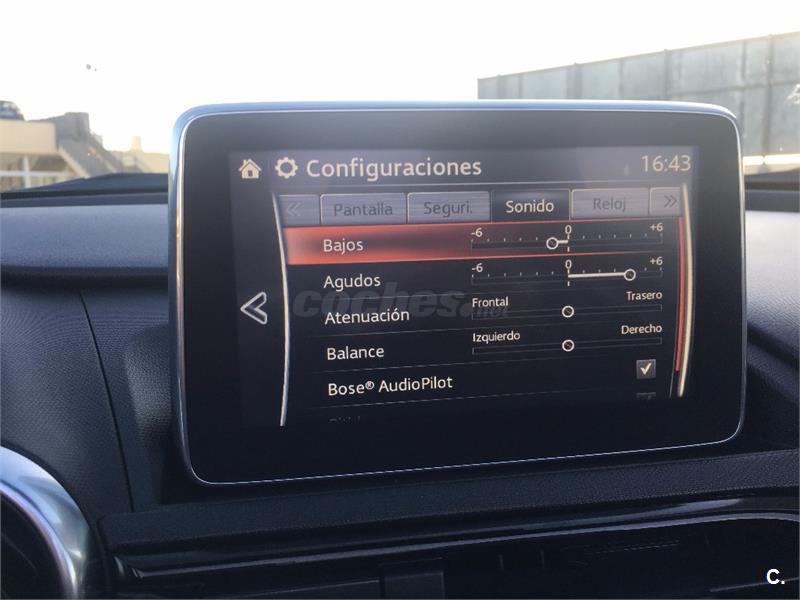 Configuraciones 16:43
Pantalla Seguri. Sonido Reloj
Bajos -6 0 +6
Agudos -6 0 +6
Atenuación Frontal Trasero
Balance Izquierdo Derecho
Bose® AudioPilot
coches.net
C.